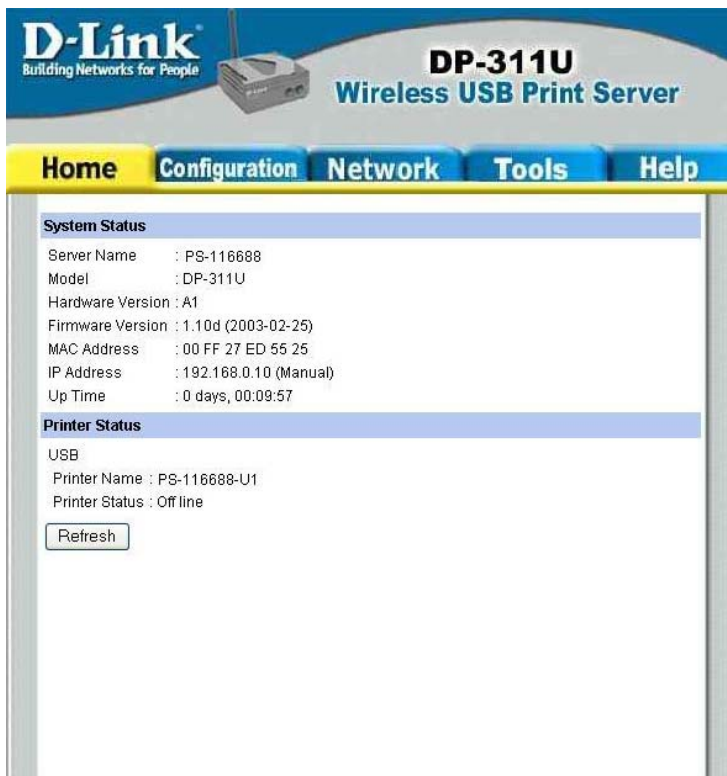 D-Link
Building Networks for People
DP-311U
Wireless USB Print Server
Home Configuration Network Tools Help
System Status
Server Name : PS-116688
Model : DP-311U
Hardware Version : A1
Firmware Version : 1.10d (2003-02-25)
MAC Address : 00 FF 27 ED 55 25
IP Address : 192.168.0.10 (Manual)
Up Time : 0 days, 00:09:57
Printer Status
USB
Printer Name : PS-116688-U1
Printer Status : Off line
Refresh